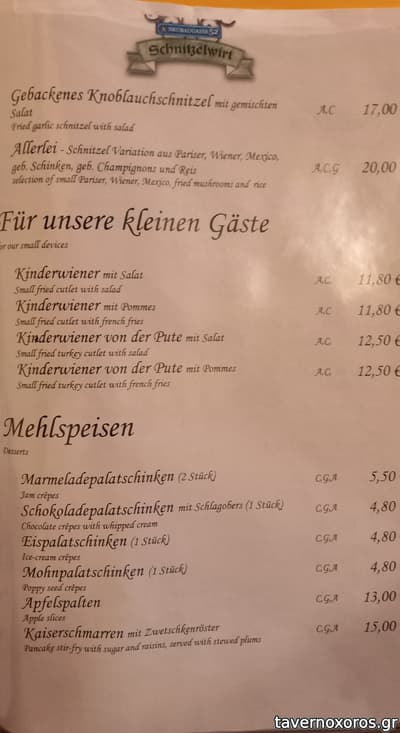 7, NEUBAUGASSE 52
Schnitzelwirt
Gebackenes Knoblauchschnitzel mit gemischten A.C 17,00
Salat
Fried garlic schnitzel with salad
Allerlei - Schnitzel Variation aus Pariser, Wiener, Mexico,
geb. Schinken, geb. Champignons und Reis A.C.G 20,00
selection of small Pariser, Wiener, Mexico, fried mushrooms and rice
Für unsere kleinen Gäste
for our small devices
Kinderwiener mit Salat A.C. 11,80 €
Small fried cutlet with salad
Kinderwiener mit Pommes A.C 11,80 €
Small fried cutlet with french fries
Kinderwiener von der Pute mit Salat A.C. 12,50 €
Small fried turkey cutlet with salad
Kinderwiener von der Pute mit Pommes A.C. 12,50 €
Small fried turkey cutlet with french fries
Mehlspeisen
Desserts
Marmeladepalatschinken (2 Stück) C.G.A 5,50
Jam crêpes
Schokoladepalatschinken mit Schlagobers (1 Stück) C.G.A 4,80
Chocolate crêpes with whipped cream
Eispalatschinken (1 Stück) C.G.A 4,80
Ice-cream crêpes
Mohnpalatschinken (1 Stück) C.G.A 4,80
Poppy seed crêpes
Apfelspalten C.G.A 13,00
Apple slices
Kaiserschmarren mit Zwetschkenröster C.G.A 15,00
Pancake stir-fry with sugar and raisins, served with stewed plums
tavernoxoros.gr